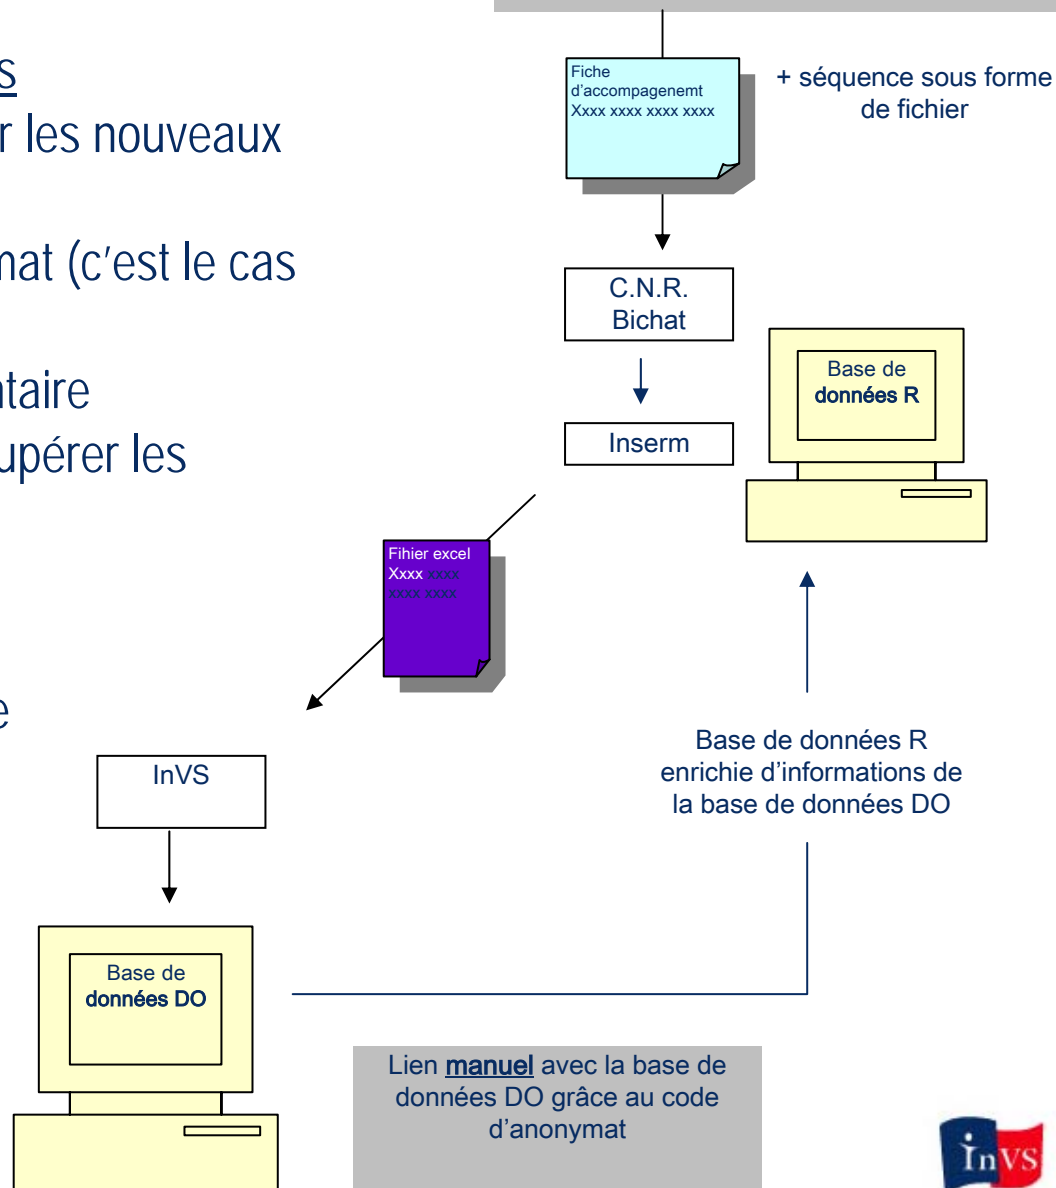 s
r les nouveaux
mat (c'est le cas
ntaire
upérer les
e
Fiche
d'accompagenemt
Xxxx xxxx xxxx xxxx
+ séquence sous forme
de fichier
C.N.R.
Bichat
Inserm
Base de
données R
Fihier excel
Xxxx xxxx
xxxx xxxx
InVS
Base de données R
enrichie d'informations de
la base de données DO
Base de
données DO
Lien manuel avec la base de
données DO grâce au code
d'anonymat
InVS